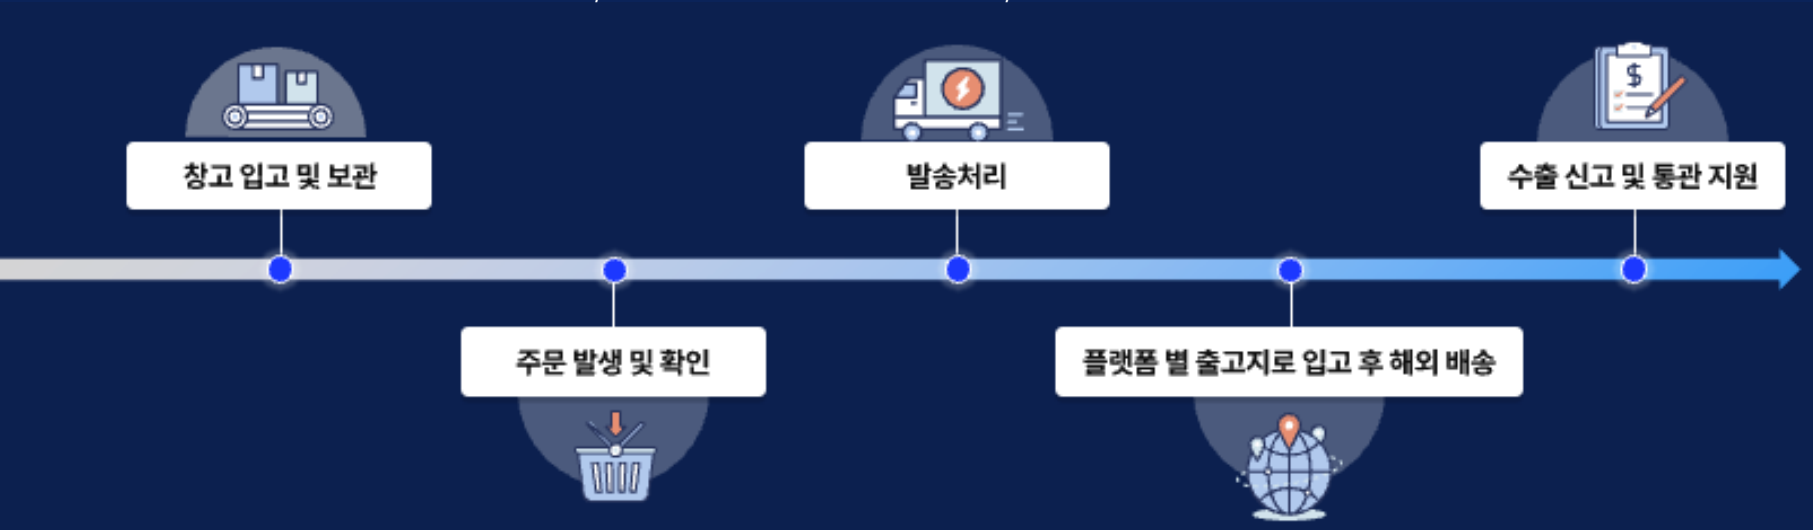 창고 입고 및 보관
주문 발생 및 확인
발송처리
플랫폼 별 출고지로 입고 후 해외 배송
$
수출 신고 및 통관 지원